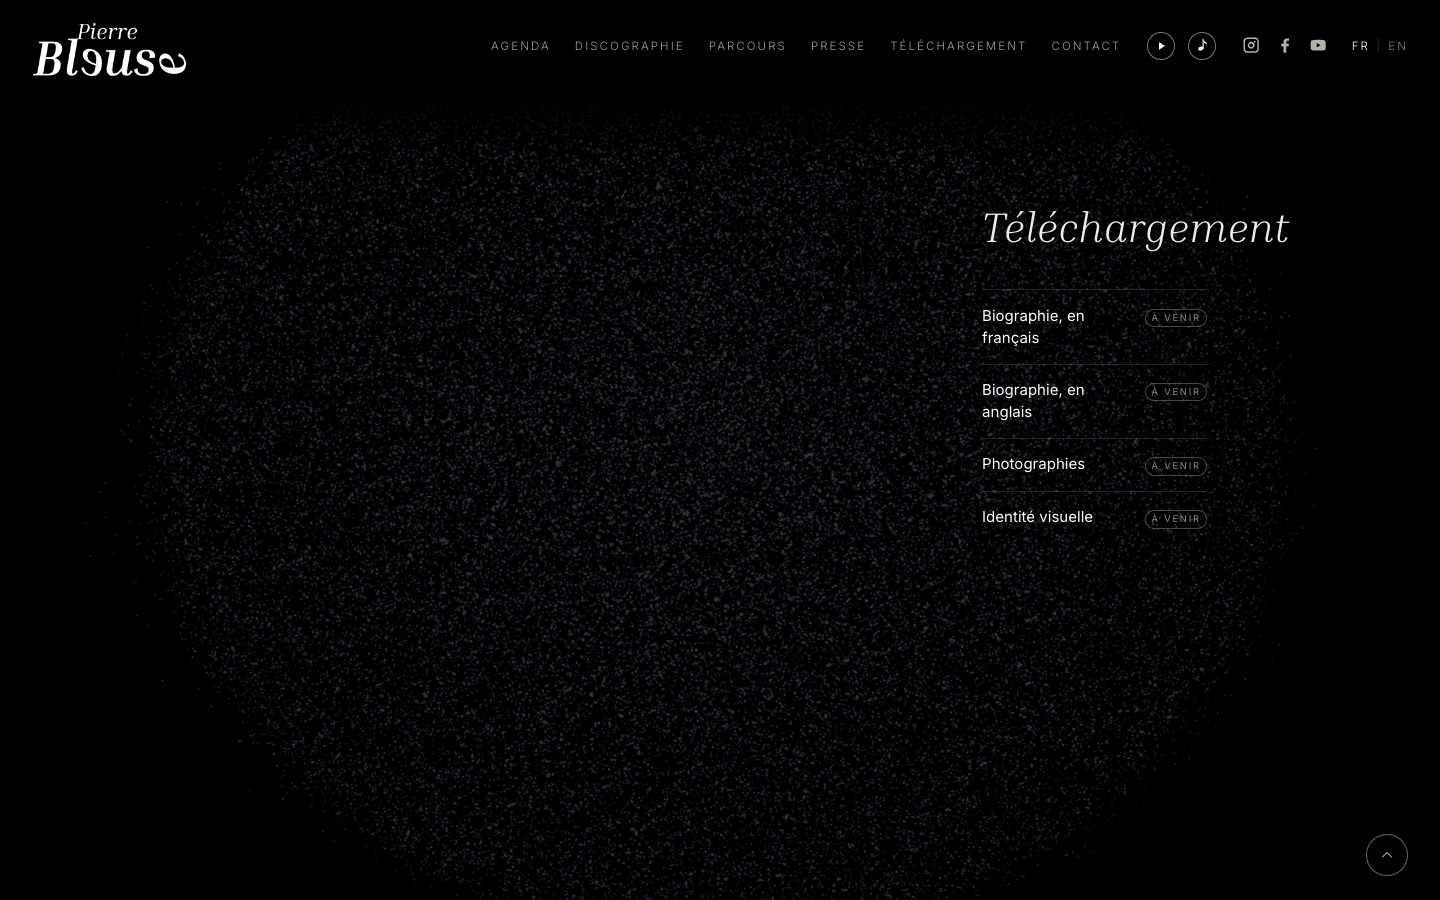 Pierre
Bleuse
AGENDA DISCOGRAPHIE PARCOURS PRESSE TÉLÉCHARGEMENT CONTACT FR | EN
Téléchargement
Biographie, en français
À VENIR
Biographie, en anglais
À VENIR
Photographies
À VENIR
Identité visuelle
À VENIR